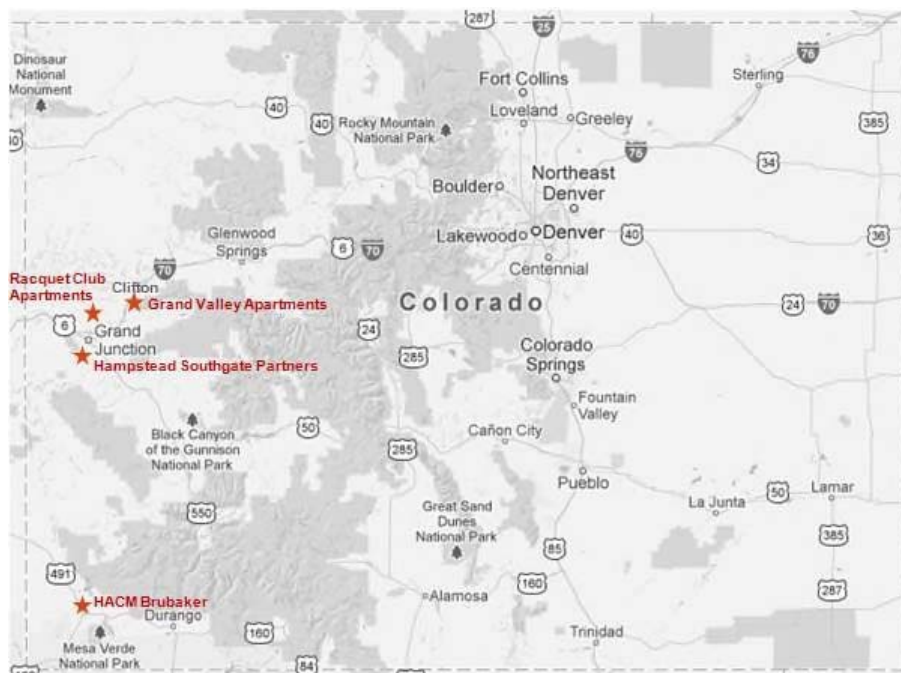 287
25
76
Dinosaur
National
Monument
Fort Collins
Sterling
40
Loveland
Greeley
40
Rocky Mountain
National Park
385
76
34
Boulder
Northeast
Denver
Glenwood
Springs
6
70
Lakewood
Denver
40
36
Centennial
70
Racquet Club
Apartments
Clifton
Grand Valley Apartments
Colorado
24
70
6
Grand
Junction
24
285
Colorado
Springs
Hampstead Southgate Partners
Fountain
Valley
Black Canyon
of the Gunnison
National Park
50
Cañon City
285
Pueblo
50
Lamar
La Junta
550
Great Sand
Dunes
National Park
85
385
491
160
287
HACM Brubaker
Alamosa
Durango
160
Trinidad
Mesa Verde
National Park
84